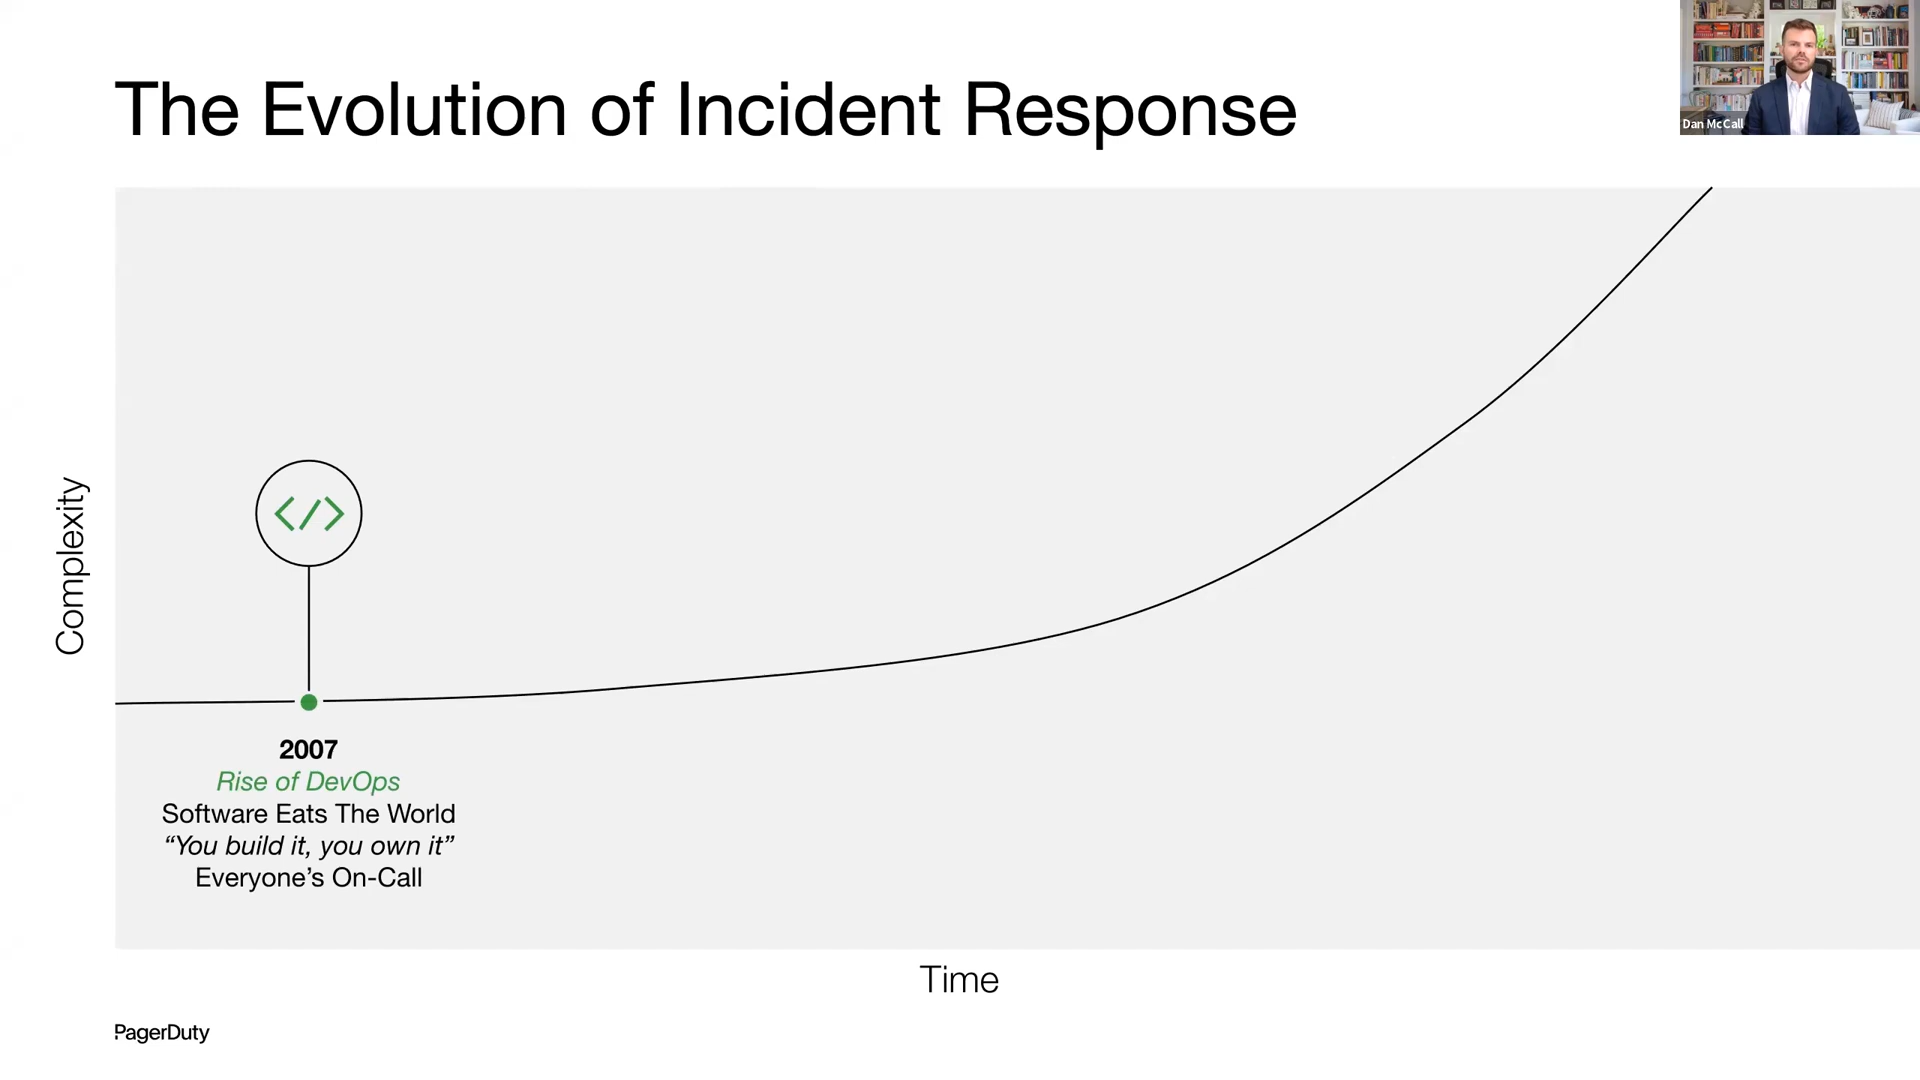 The Evolution of Incident Response
Dan McCall
Complexity
</>
2007
Rise of DevOps
Software Eats The World
“You build it, you own it”
Everyone’s On-Call
Time
PagerDuty